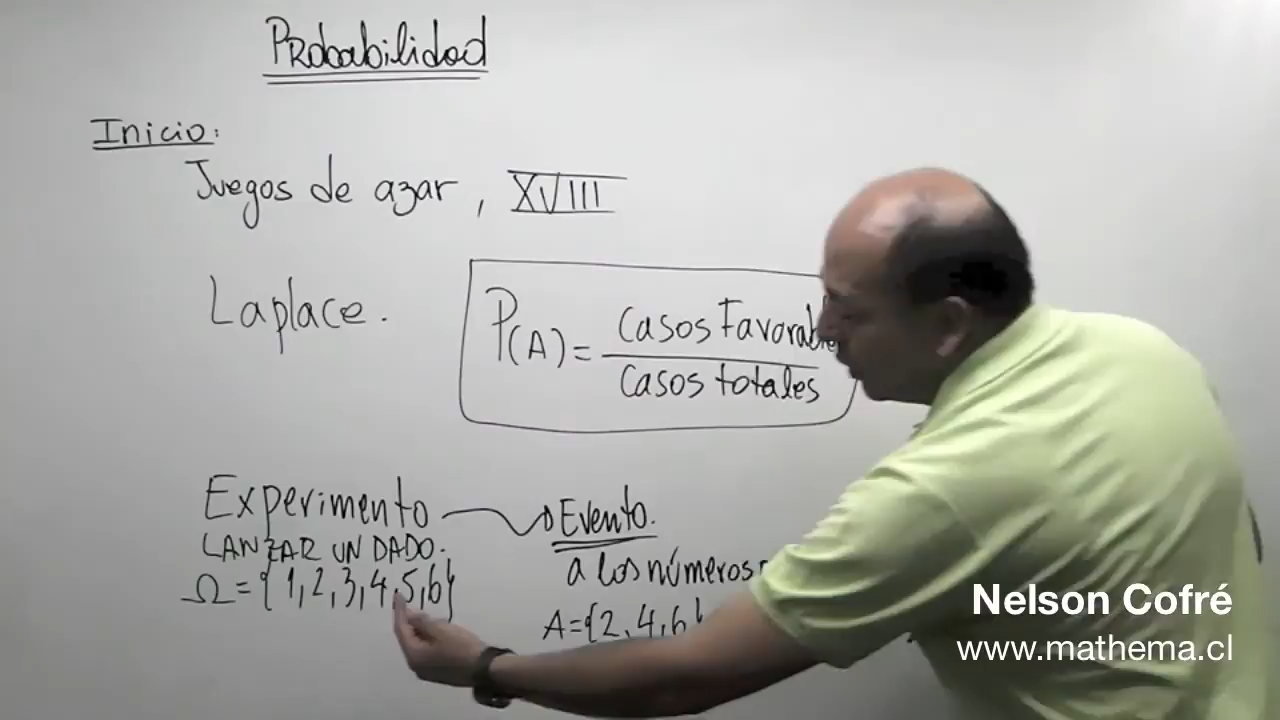 Probabilidad
Inicio:
Juegos de azar, XVIII
Laplace.
P(A)= Casos Favorable
Casos totales
Experimento
Evento.
LANZAR UN DADO.
a los números
Ω={1,2,3,4,5,6}
A={2,4,6}
Nelson Cofré
www.mathema.cl